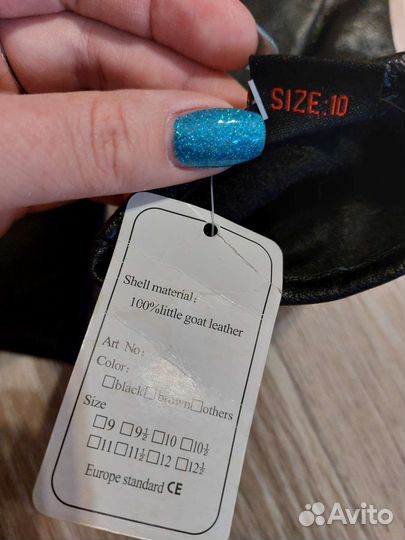 SIZE:10
Shell material:
100%little goat leather
Art No:
Color:
□black□brown□others
Size
□9 □9½ □10 □10½
□11 □11½ □12 □12½
Europe standard CE
Avito